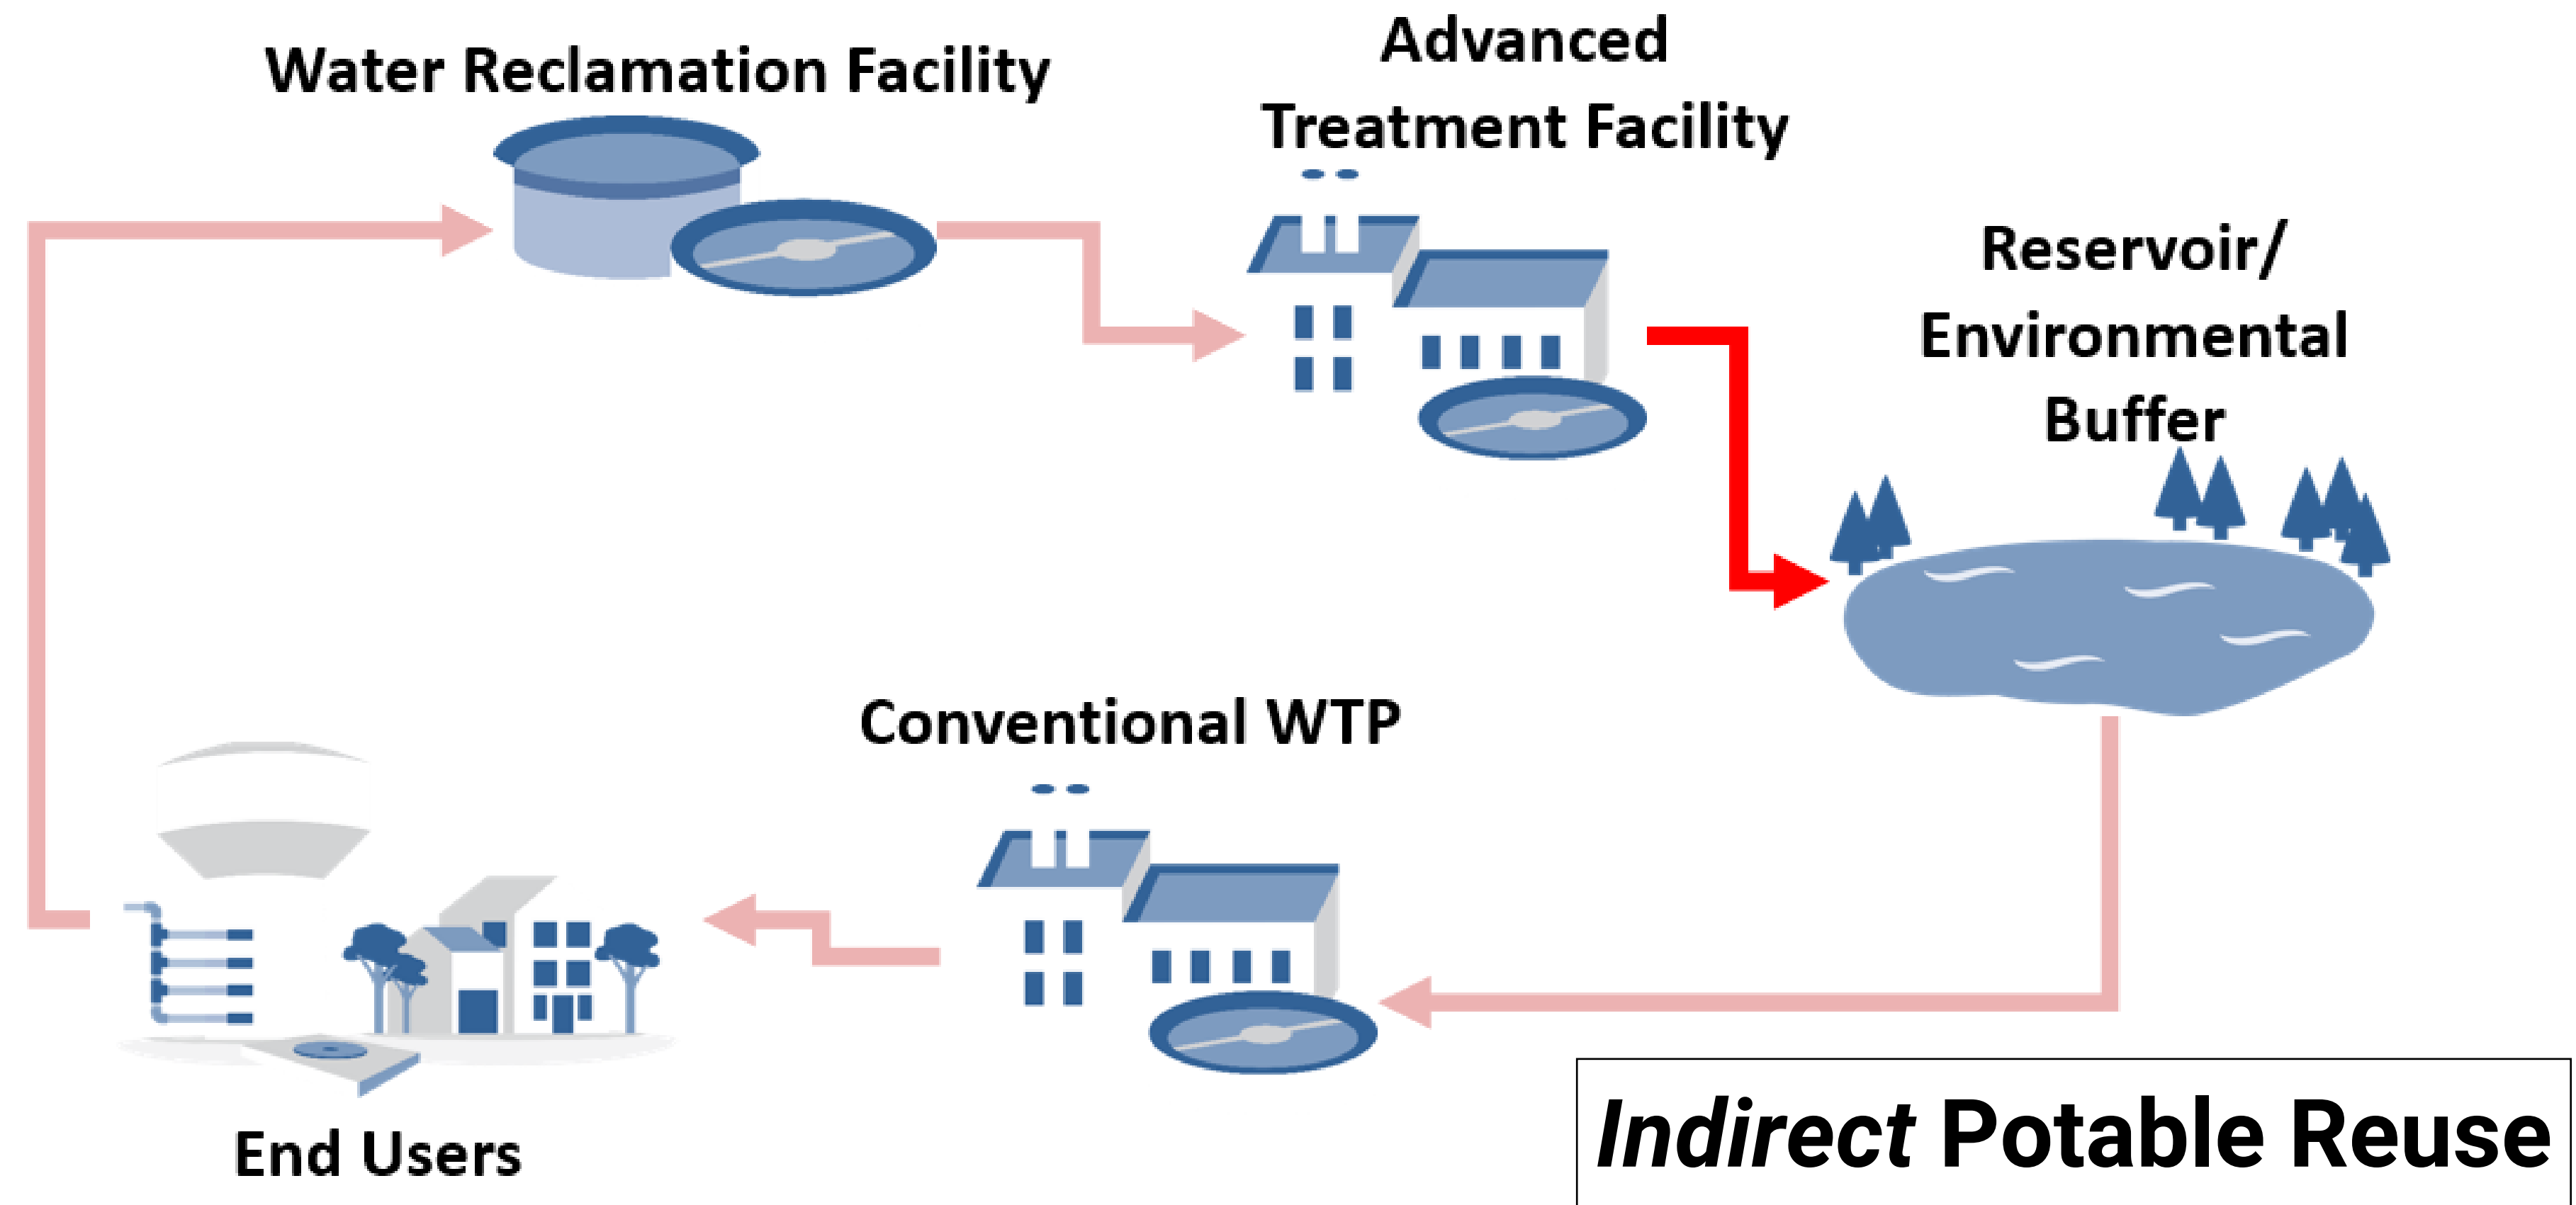 Water Reclamation Facility
Advanced
Treatment Facility
Reservoir/
Environmental
Buffer
Conventional WTP
End Users
Indirect Potable Reuse